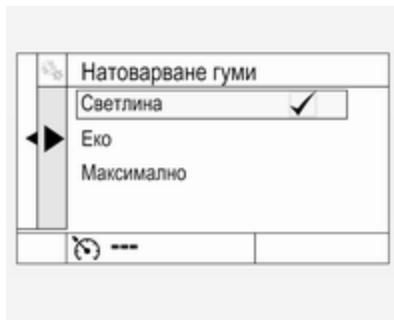 Натоварване гуми
Светлина
Еко
Максимално
---